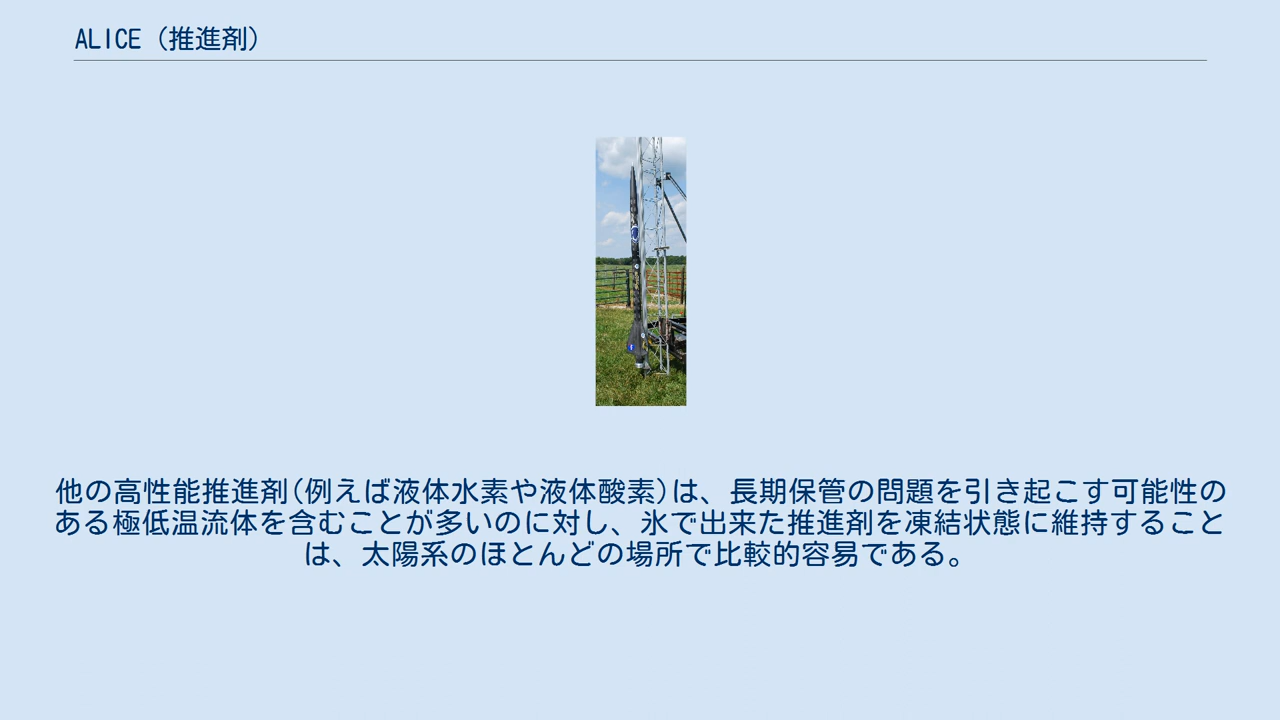 ALICE（推進剤）
他の高性能推進剤(例えば液体水素や液体酸素)は、長期保管の問題を引き起こす可能性の
ある極低温流体を含むことが多いのに対し、氷で出来た推進剤を凍結状態に維持すること
は、太陽系のほとんどの場所で比較的容易である。